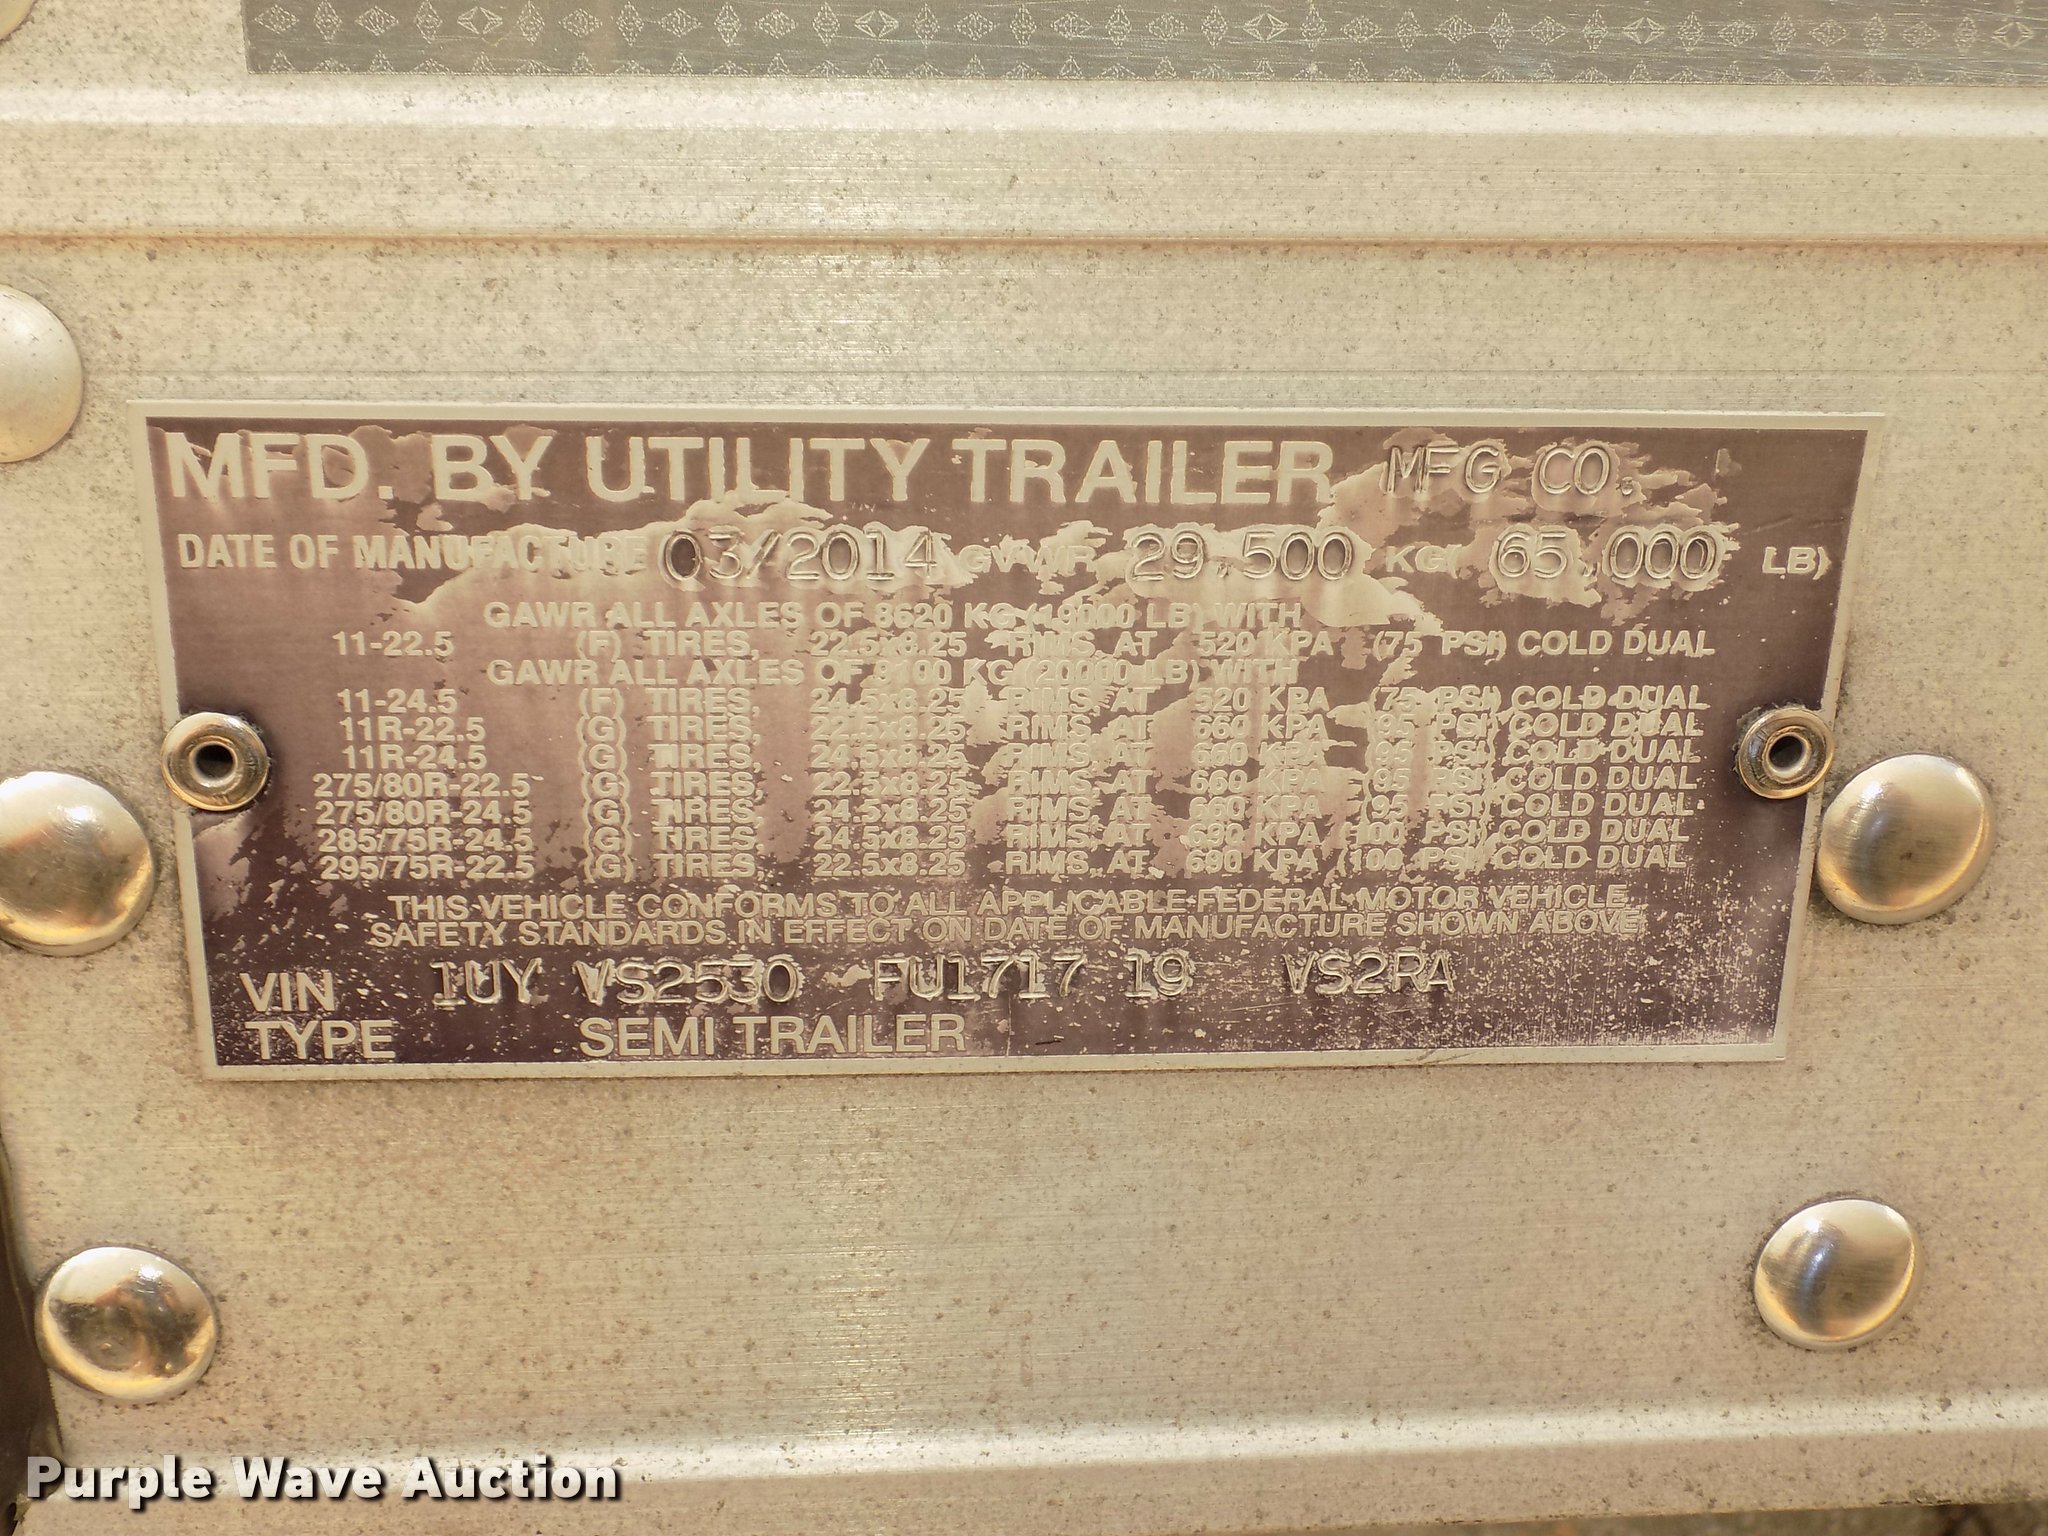 MFD. BY UTILITY TRAILER MFG CO.
DATE OF MANUFACTURE 03/2014 GVWR 29,500 KG( 65,000 LB)
GAWR ALL AXLES OF 8620 KG (19000 LB) WITH
11-22.5 (F) TIRES, 22.5x8.25 RIMS. AT 520 KPA (75 PSI) COLD DUAL
GAWR ALL AXLES OF 9100 KG (20000 LB) WITH
11-24.5 (F) TIRES, 24.5x8.25 RIMS. AT 520 KPA (75 PSI) COLD DUAL
11R-22.5 (G) TIRES, 22.5x8.25 RIMS. AT 660 KPA (95 PSI) COLD DUAL
11R-24.5 (G) TIRES, 24.5x8.25 RIMS. AT 660 KPA (95 PSI) COLD DUAL
275/80R-22.5 (G) TIRES, 22.5x8.25 RIMS. AT 660 KPA (95 PSI) COLD DUAL
275/80R-24.5 (G) TIRES, 24.5x8.25 RIMS. AT 660 KPA (95 PSI) COLD DUAL
285/75R-24.5 (G) TIRES, 24.5x8.25 RIMS. AT 690 KPA (100 PSI) COLD DUAL
295/75R-22.5 (G) TIRES, 22.5x8.25 RIMS. AT 690 KPA (100 PSI) COLD DUAL
THIS VEHICLE CONFORMS TO ALL APPLICABLE FEDERAL MOTOR VEHICLE
SAFETY STANDARDS IN EFFECT ON DATE OF MANUFACTURE SHOWN ABOVE
VIN 1UY VS2530 FU1717 19 VS2RA
TYPE SEMI TRAILER
Purple Wave Auction